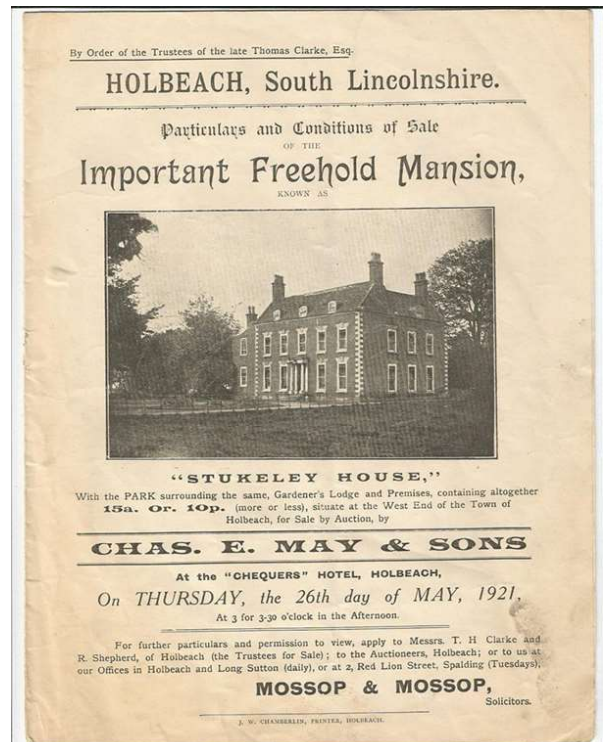 By Order of the Trustees of the late Thomas Clarke, Esq.
HOLBEACH, South Lincolnshire.
Particulars and Conditions of Sale
OF THE
Important Freehold Mansion,
KNOWN AS
"STUKELEY HOUSE,"
With the PARK surrounding the same, Gardener's Lodge and Premises, containing altogether
15a. 0r. 10p. (more or less), situate at the West End of the Town of
Holbeach, for Sale by Auction, by
CHAS. E. MAY & SONS
At the "CHEQUERS" HOTEL, HOLBEACH,
On THURSDAY, the 26th day of MAY, 1921,
At 3 for 3-30 o'clock in the Afternoon.
For further particulars and permission to view, apply to Messrs. T. H Clarke and
R. Shepherd, of Holbeach (the Trustees for Sale) ; to the Auctioneers, Holbeach; or to us at
our Offices in Holbeach and Long Sutton (daily), or at 2, Red Lion Street, Spalding (Tuesdays),
MOSSOP & MOSSOP,
Solicitors.
J. W. CHAMBERLIN, PRINTER, HOLBEACH.